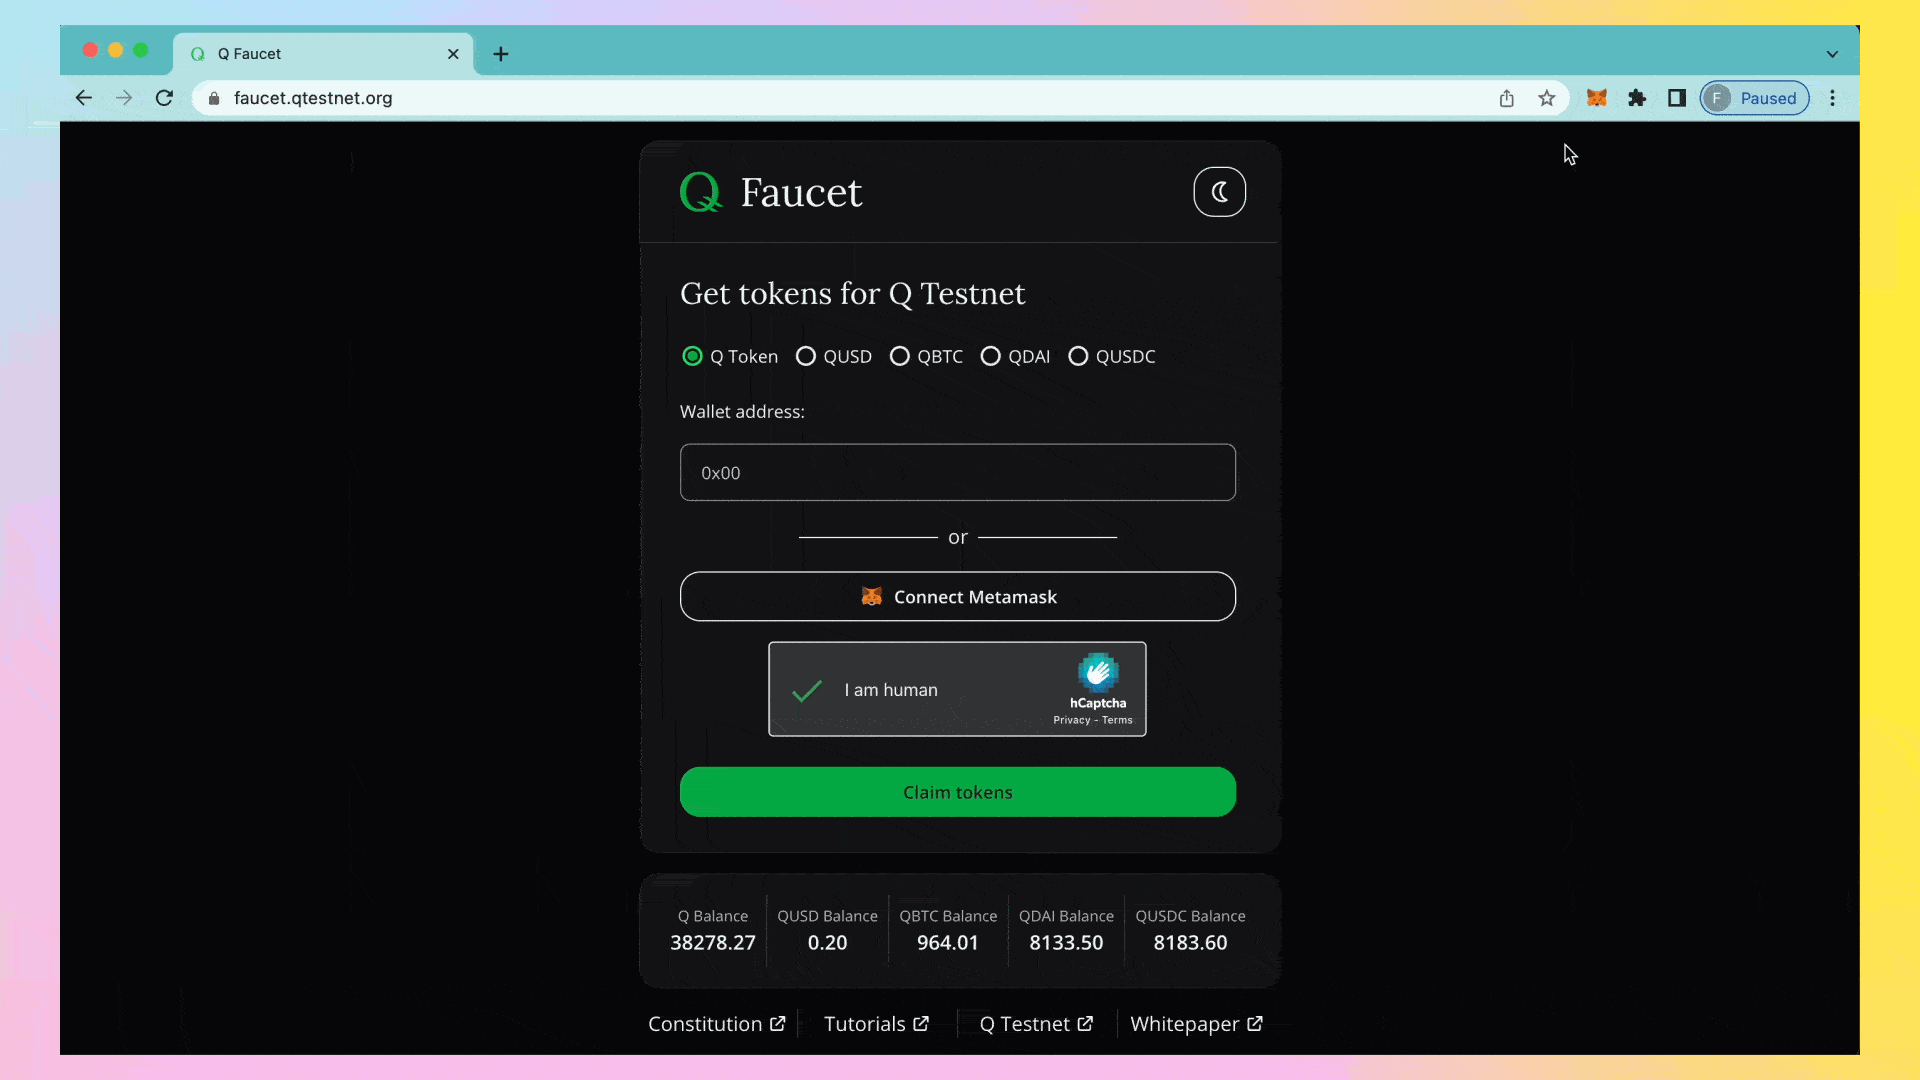 Q Faucet
faucet.qtestnet.org
F Paused
Q Faucet
Get tokens for Q Testnet
Q Token QUSD QBTC QDAI QUSDC
Wallet address:
0x00
or
Connect Metamask
I am human
hCaptcha
Privacy - Terms
Claim tokens
Q Balance QUSD Balance QBTC Balance QDAI Balance QUSDC Balance
38278.27 0.20 964.01 8133.50 8183.60
Constitution Tutorials Q Testnet Whitepaper